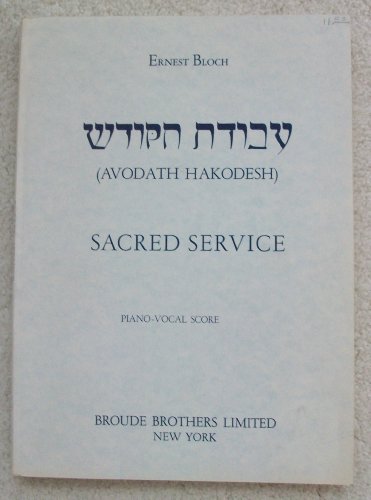 ERNEST BLOCH
עבודת הקודש
(AVODATH HAKODESH)
SACRED SERVICE
PIANO-VOCAL SCORE
BROUDE BROTHERS LIMITED
NEW YORK